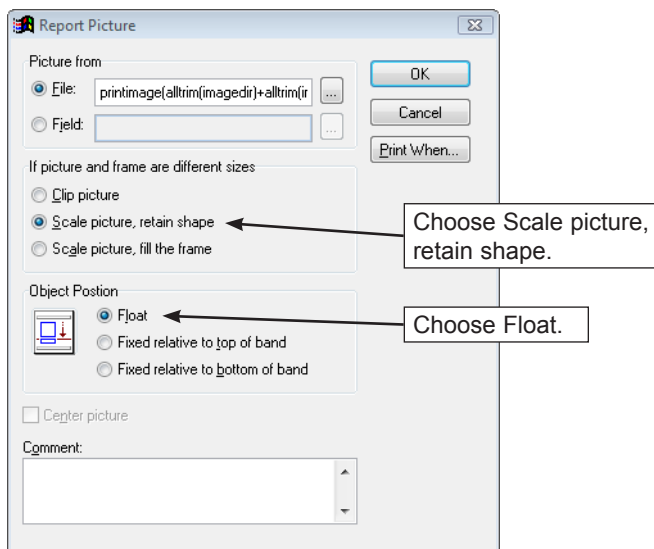 Report Picture
Picture from
File: printimage(alltrim(imagedir)+alltrim(ir ...
Field: ...
OK
Cancel
Print When...
If picture and frame are different sizes
Clip picture
Scale picture, retain shape
Scale picture, fill the frame
Choose Scale picture,
retain shape.
Object Postion
Float
Fixed relative to top of band
Fixed relative to bottom of band
Choose Float.
Center picture
Comment: